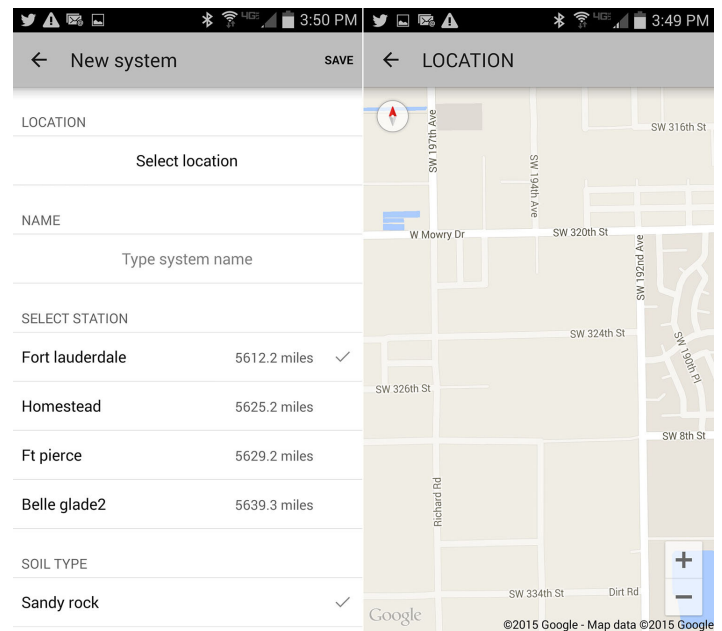 4G 3:50 PM
New system SAVE
LOCATION
Select location
NAME
Type system name
SELECT STATION
Fort lauderdale 5612.2 miles
Homestead 5625.2 miles
Ft pierce 5629.2 miles
Belle glade2 5639.3 miles
SOIL TYPE
Sandy rock
4G 3:49 PM
LOCATION
SW 197th Ave
SW 316th St
SW 194th Ave
W Mowry Dr
SW 320th St
SW 192nd Ave
SW 324th St
SW 190th Pl
SW 326th St
SW 8th St
Richard Rd
SW 334th St
Dirt Rd
Google
©2015 Google - Map data ©2015 Google